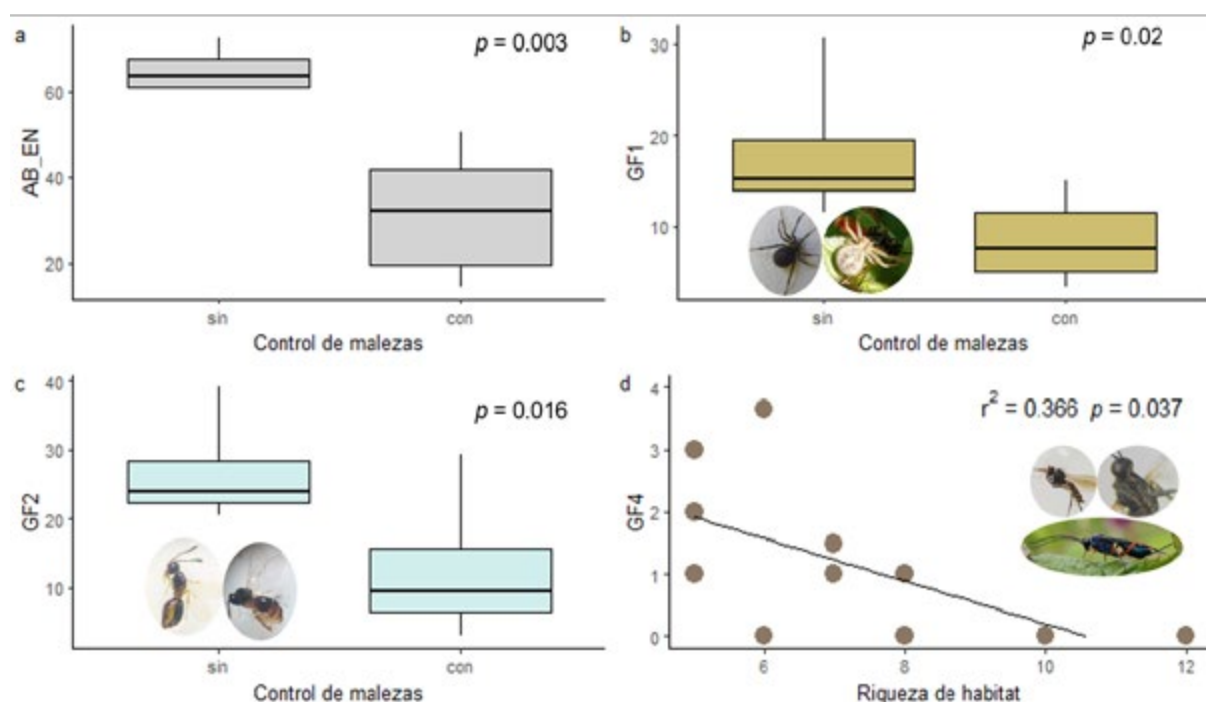 a
p = 0.003
60
40
20
AB_EN
sin
con
Control de malezas
b
p = 0.02
30
20
10
GF1
sin
con
Control de malezas
c
p = 0.016
40
30
20
10
GF2
sin
con
Control de malezas
d
r² = 0.366 p = 0.037
4
3
2
1
0
GF4
6
8
10
12
Riqueza de habitat